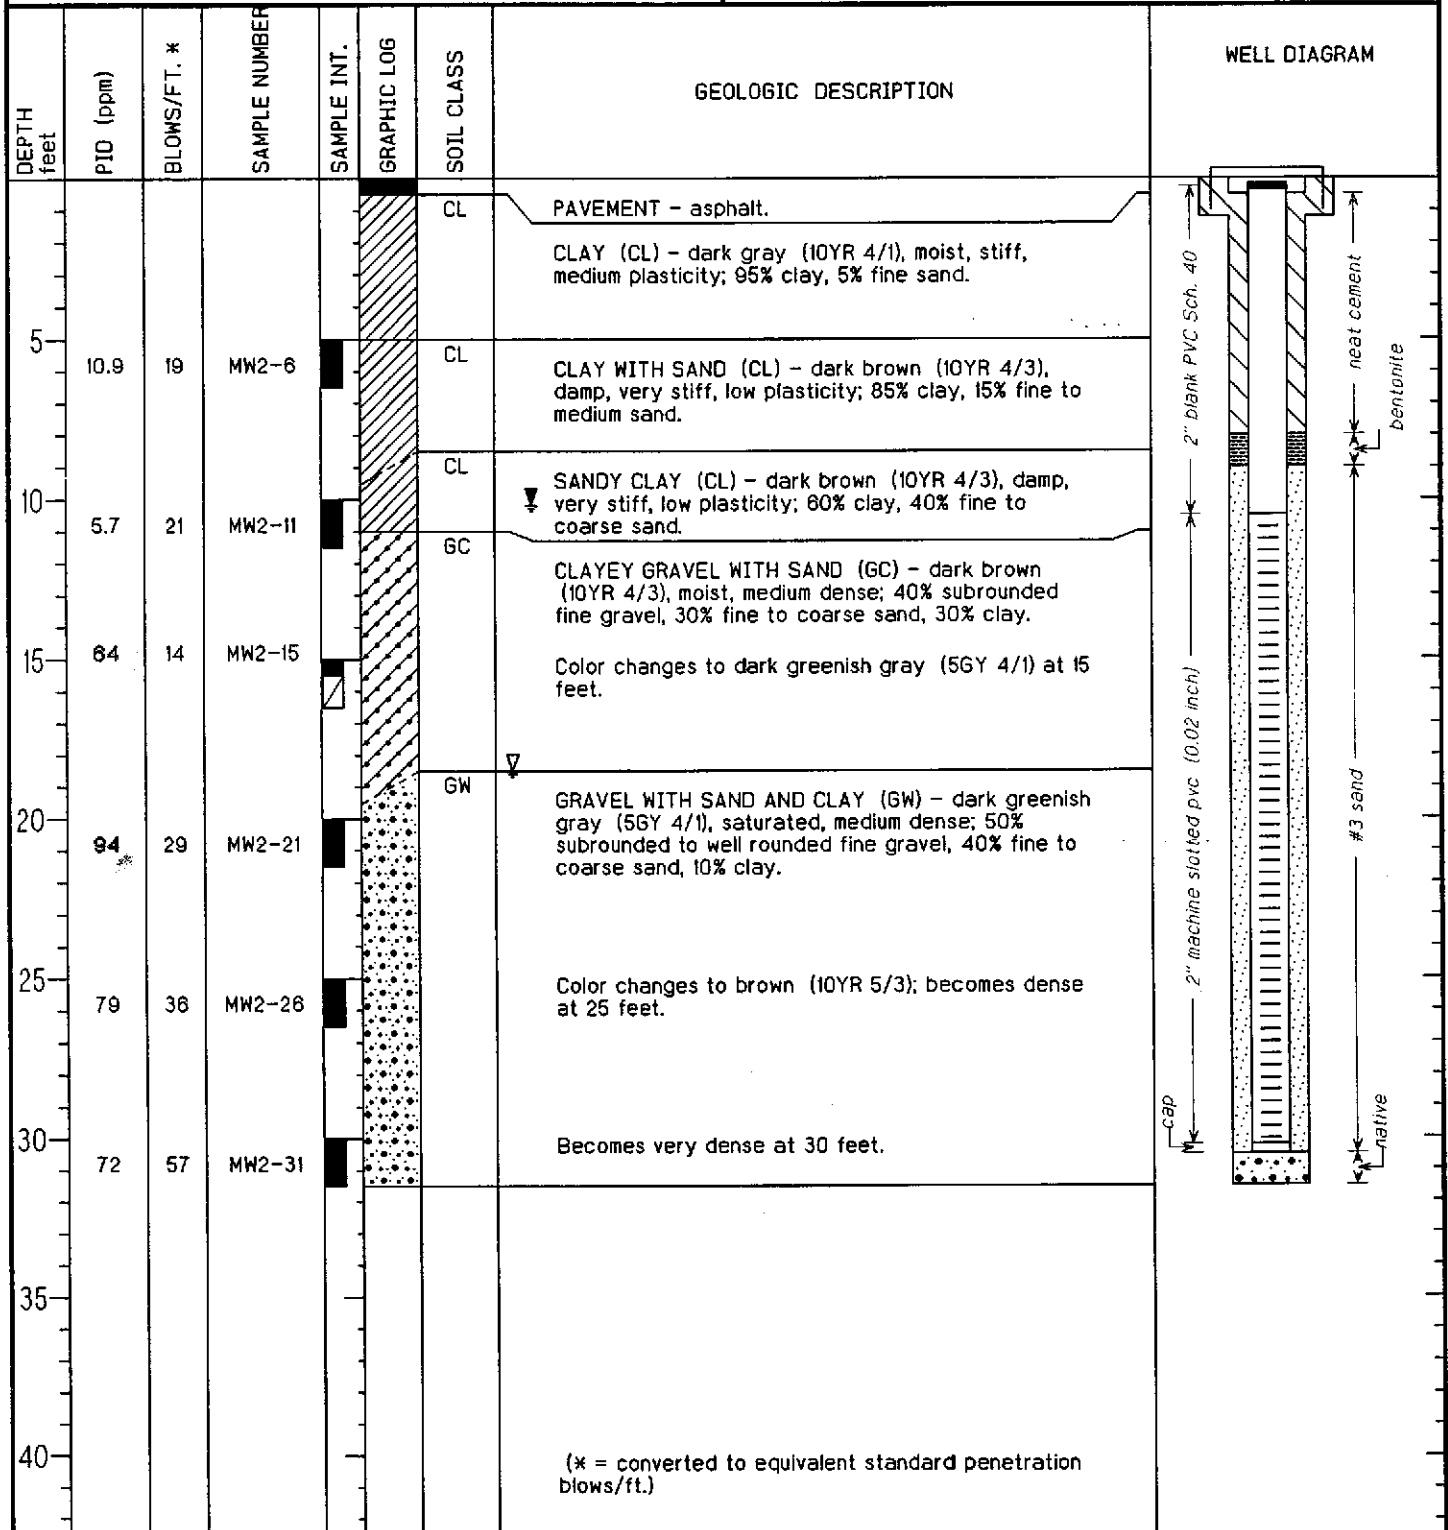 DEPTH feet
PID (ppm)
BLOWS/FT. *
SAMPLE NUMBER
SAMPLE INT.
GRAPHIC LOG
SOIL CLASS
GEOLOGIC DESCRIPTION
WELL DIAGRAM
CL
PAVEMENT - asphalt.
CLAY (CL) - dark gray (10YR 4/1), moist, stiff,
medium plasticity; 95% clay, 5% fine sand.
5
10.9 19 MW2-6
CL
CLAY WITH SAND (CL) - dark brown (10YR 4/3),
damp, very stiff, low plasticity; 85% clay, 15% fine to
medium sand.
CL
SANDY CLAY (CL) - dark brown (10YR 4/3), damp,
very stiff, low plasticity; 60% clay, 40% fine to
coarse sand.
10
5.7 21 MW2-11
GC
CLAYEY GRAVEL WITH SAND (GC) - dark brown
(10YR 4/3), moist, medium dense; 40% subrounded
fine gravel, 30% fine to coarse sand, 30% clay.
15
64 14 MW2-15
Color changes to dark greenish gray (5GY 4/1) at 15
feet.
GW
GRAVEL WITH SAND AND CLAY (GW) - dark greenish
gray (5GY 4/1), saturated, medium dense; 50%
subrounded to well rounded fine gravel, 40% fine to
coarse sand, 10% clay.
20
94 29 MW2-21
25
79 36 MW2-26
Color changes to brown (10YR 5/3); becomes dense
at 25 feet.
30
72 57 MW2-31
Becomes very dense at 30 feet.
35
40
(* = converted to equivalent standard penetration
blows/ft.)
2" blank PVC Sch. 40
2" machine slotted pvc (0.02 inch)
cap
neat cement
bentonite
#3 sand
native